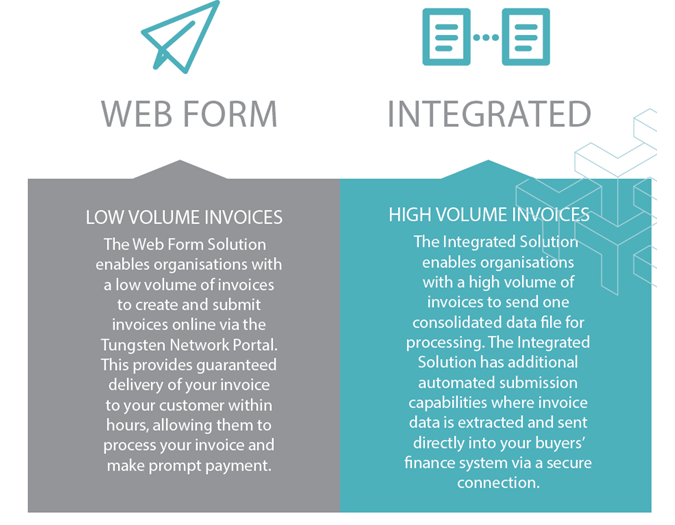 WEB FORM
LOW VOLUME INVOICES
The Web Form Solution
enables organisations with
a low volume of invoices
to create and submit
invoices online via the
Tungsten Network Portal.
This provides guaranteed
delivery of your invoice
to your customer within
hours, allowing them to
process your invoice and
make prompt payment.
INTEGRATED
HIGH VOLUME INVOICES
The Integrated Solution
enables organisations
with a high volume of
invoices to send one
consolidated data file for
processing. The Integrated
Solution has additional
automated submission
capabilities where invoice
data is extracted and sent
directly into your buyers’
finance system via a secure
connection.